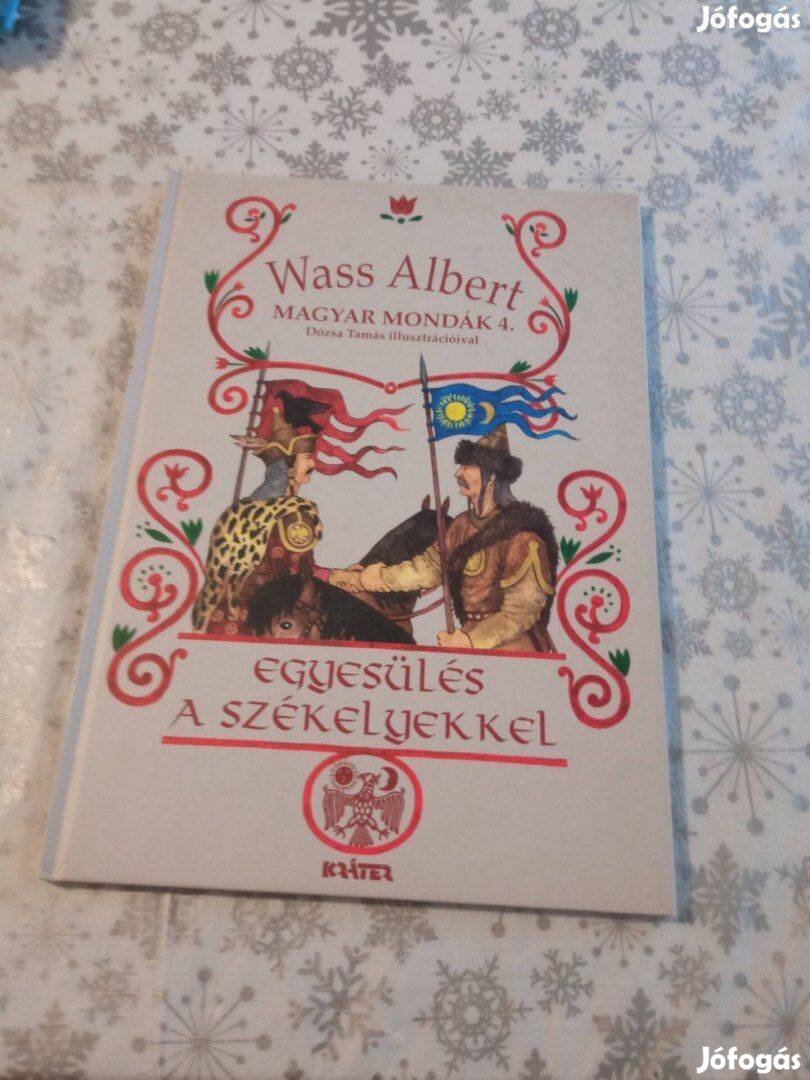 Jófogás
Wass Albert
MAGYAR MONDÁK 4.
Dózsa Tamás illusztrációival
EGYESÜLÉS
A SZÉKELYEKKEL
KRÁTER
Jófogás